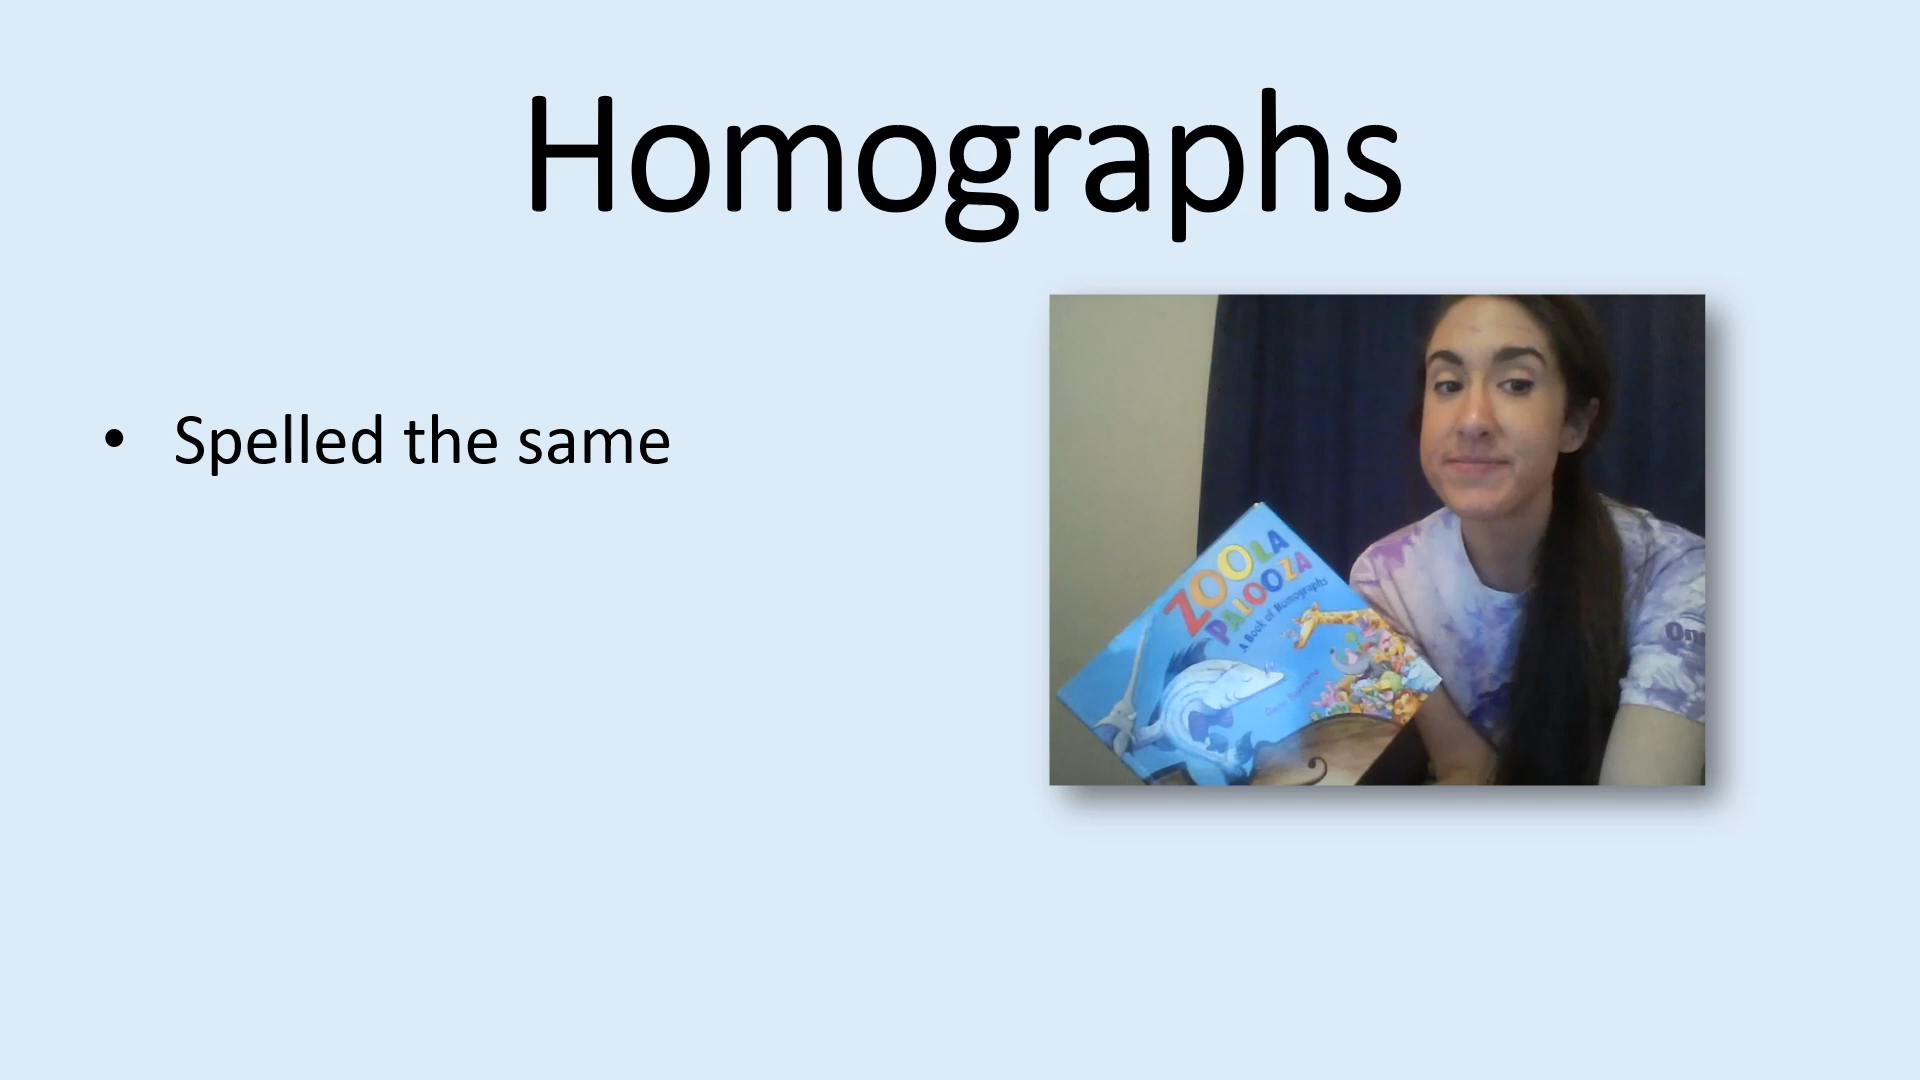 Homographs
• Spelled the same
ZOOLA
PALOOZA
A Book of Homographs